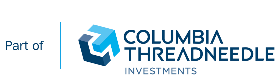 Part of
COLUMBIA
THREADNEEDLE
INVESTMENTS